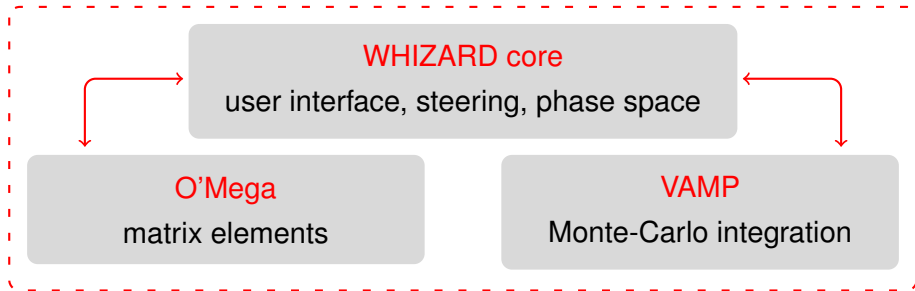 WHIZARD core
user interface, steering, phase space
O’Mega
matrix elements
VAMP
Monte-Carlo integration